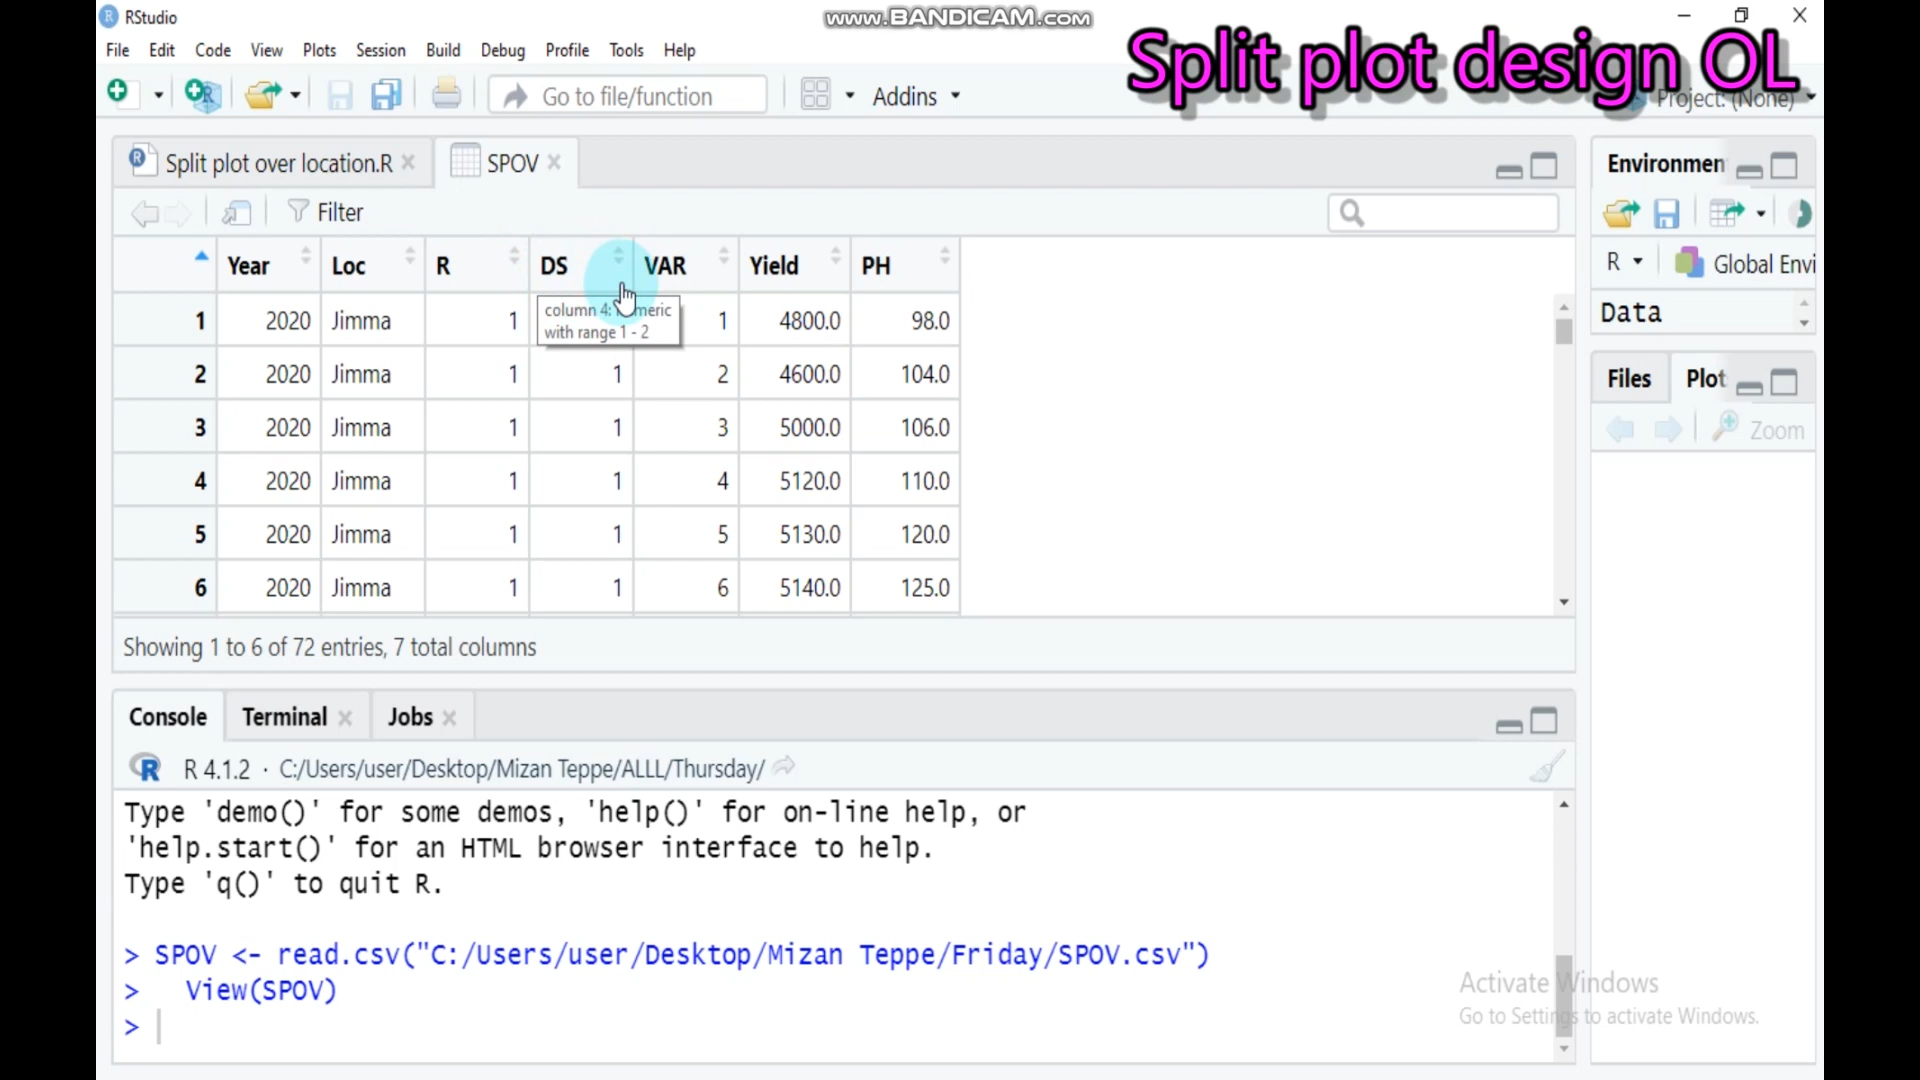 RStudio
www.BANDICAM.com
File Edit Code View Plots Session Build Debug Profile Tools Help
Split plot design OL
Go to file/function
Addins
Project: (None)
Split plot over location.R
SPOV
Filter
Year Loc R DS VAR Yield PH
1 2020 Jimma 1 1 4800.0 98.0
column 4:
with range 1 - 2
2 2020 Jimma 1 1 2 4600.0 104.0
3 2020 Jimma 1 1 3 5000.0 106.0
4 2020 Jimma 1 1 4 5120.0 110.0
5 2020 Jimma 1 1 5 5130.0 120.0
6 2020 Jimma 1 1 6 5140.0 125.0
Showing 1 to 6 of 72 entries, 7 total columns
Console Terminal Jobs
R 4.1.2 · C:/Users/user/Desktop/Mizan Teppe/ALLL/Thursday/
Type 'demo()' for some demos, 'help()' for on-line help, or
'help.start()' for an HTML browser interface to help.
Type 'q()' to quit R.
> SPOV <- read.csv("C:/Users/user/Desktop/Mizan Teppe/Friday/SPOV.csv")
> View(SPOV)
>
Environmen
R Global Envi
Data
Files Plot
Zoom
Activate Windows
Go to Settings to activate Windows.